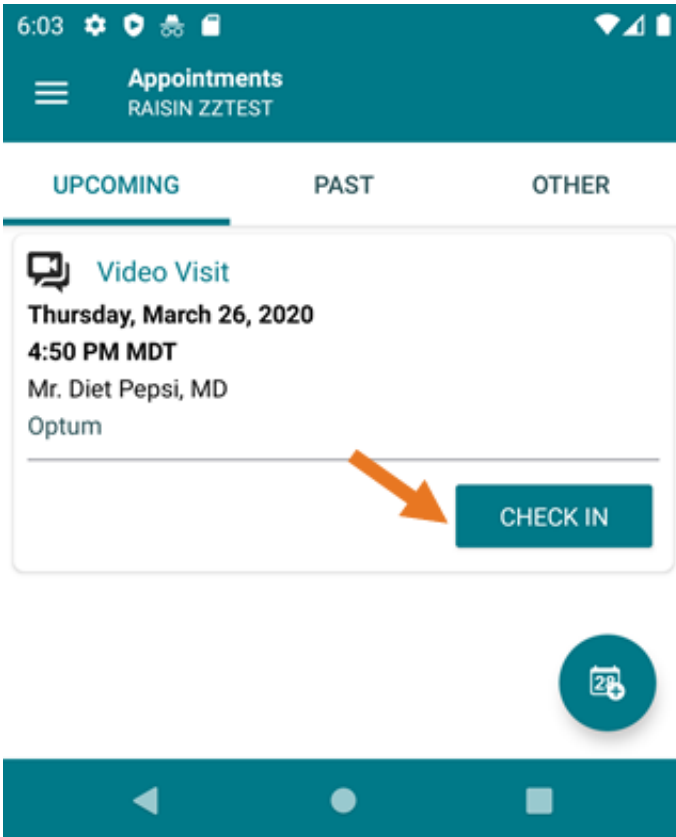 6:03
Appointments
RAISIN ZZTEST
UPCOMING PAST OTHER
Video Visit
Thursday, March 26, 2020
4:50 PM MDT
Mr. Diet Pepsi, MD
Optum
CHECK IN
28